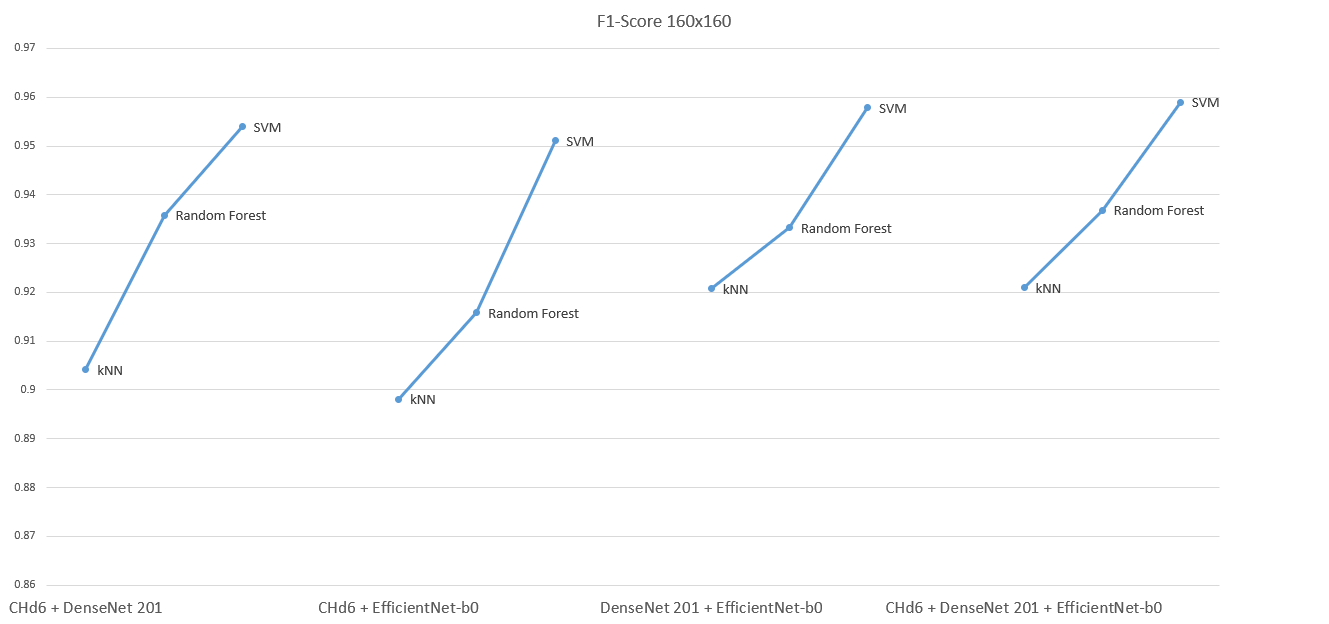 F1-Score 160x160
0.97
0.96
0.95
0.94
0.93
0.92
0.91
0.9
0.89
0.88
0.87
0.86
kNN
Random Forest
SVM
kNN
Random Forest
SVM
kNN
Random Forest
SVM
kNN
Random Forest
SVM
CHd6 + DenseNet 201
CHd6 + EfficientNet-b0
DenseNet 201 + EfficientNet-b0
CHd6 + DenseNet 201 + EfficientNet-b0